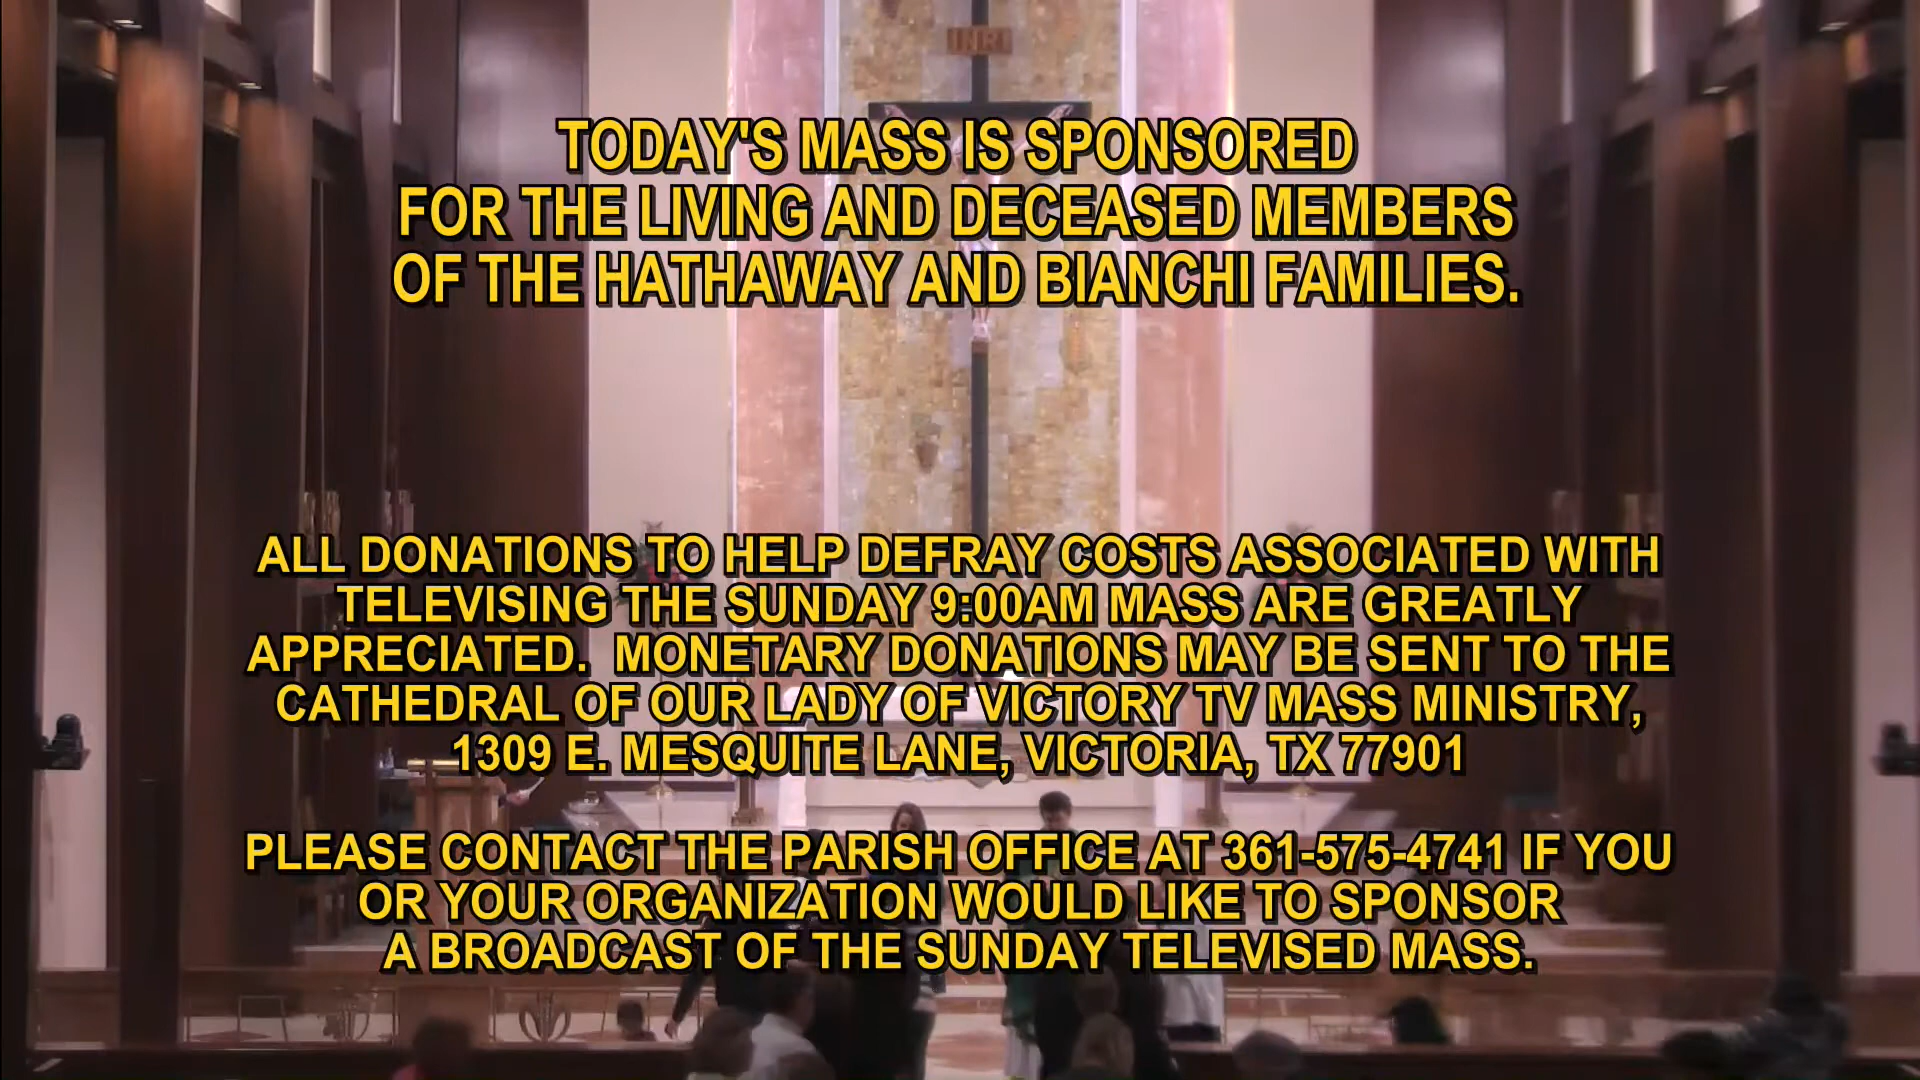 INRI
TODAY'S MASS IS SPONSORED
FOR THE LIVING AND DECEASED MEMBERS
OF THE HATHAWAY AND BIANCHI FAMILIES.
ALL DONATIONS TO HELP DEFRAY COSTS ASSOCIATED WITH
TELEVISING THE SUNDAY 9:00AM MASS ARE GREATLY
APPRECIATED.  MONETARY DONATIONS MAY BE SENT TO THE
CATHEDRAL OF OUR LADY OF VICTORY TV MASS MINISTRY,
1309 E. MESQUITE LANE, VICTORIA, TX 77901
PLEASE CONTACT THE PARISH OFFICE AT 361-575-4741 IF YOU
OR YOUR ORGANIZATION WOULD LIKE TO SPONSOR
A BROADCAST OF THE SUNDAY TELEVISED MASS.